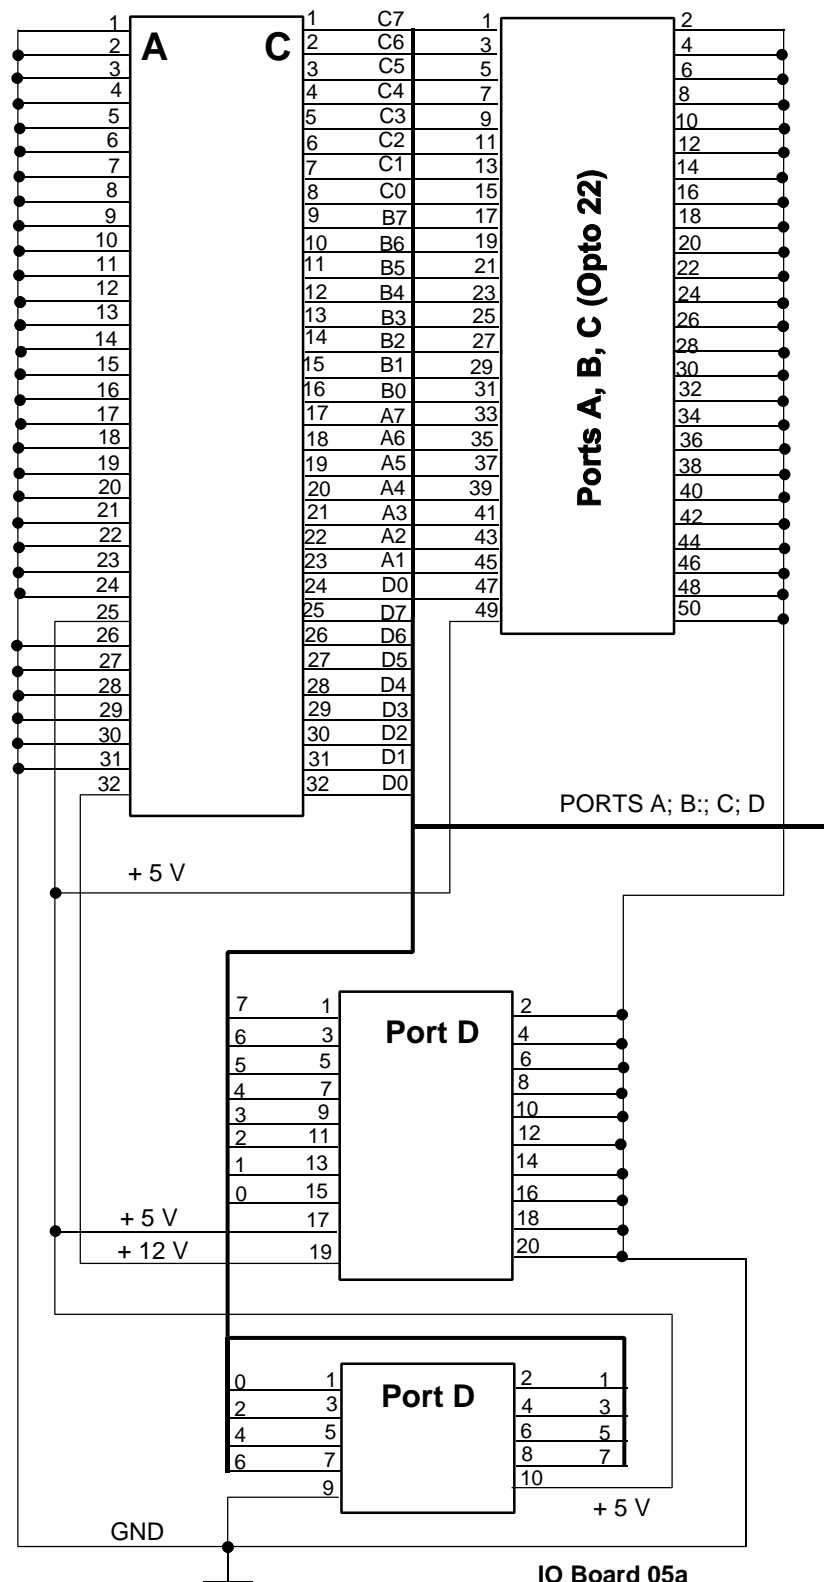 1 1 C7 1 2
A C
2 2 C6 3 4
3 3 C5 5 6
4 4 C4 7 8
5 5 C3 9 10
6 6 C2 11 12
7 7 C1 13 14
8 8 C0 15 16
9 9 B7 17 18
10 10 B6 19 20
11 11 B5 21 22
12 12 B4 23 24
13 13 B3 25 26
14 14 B2 27 28
15 15 B1 29 30
16 16 B0 31 32
17 17 A7 33 34
18 18 A6 35 36
19 19 A5 37 38
20 20 A4 39 40
21 21 A3 41 42
22 22 A2 43 44
23 23 A1 45 46
24 24 D0 47 48
25 25 D7 49 50
26 26 D6
27 27 D5
28 28 D4
29 29 D3
30 30 D2
31 31 D1
32 32 D0
Ports A, B, C (Opto 22)
PORTS A; B:; C; D
+ 5 V
Port D
7 1 2
6 3 4
5 5 6
4 7 8
3 9 10
2 11 12
1 13 14
0 15 16
+ 5 V 17 18
+ 12 V 19 20
Port D
0 1 2 1
2 3 4 3
4 5 6 5
6 7 8 7
9 10
+ 5 V
GND
IO Board 05a